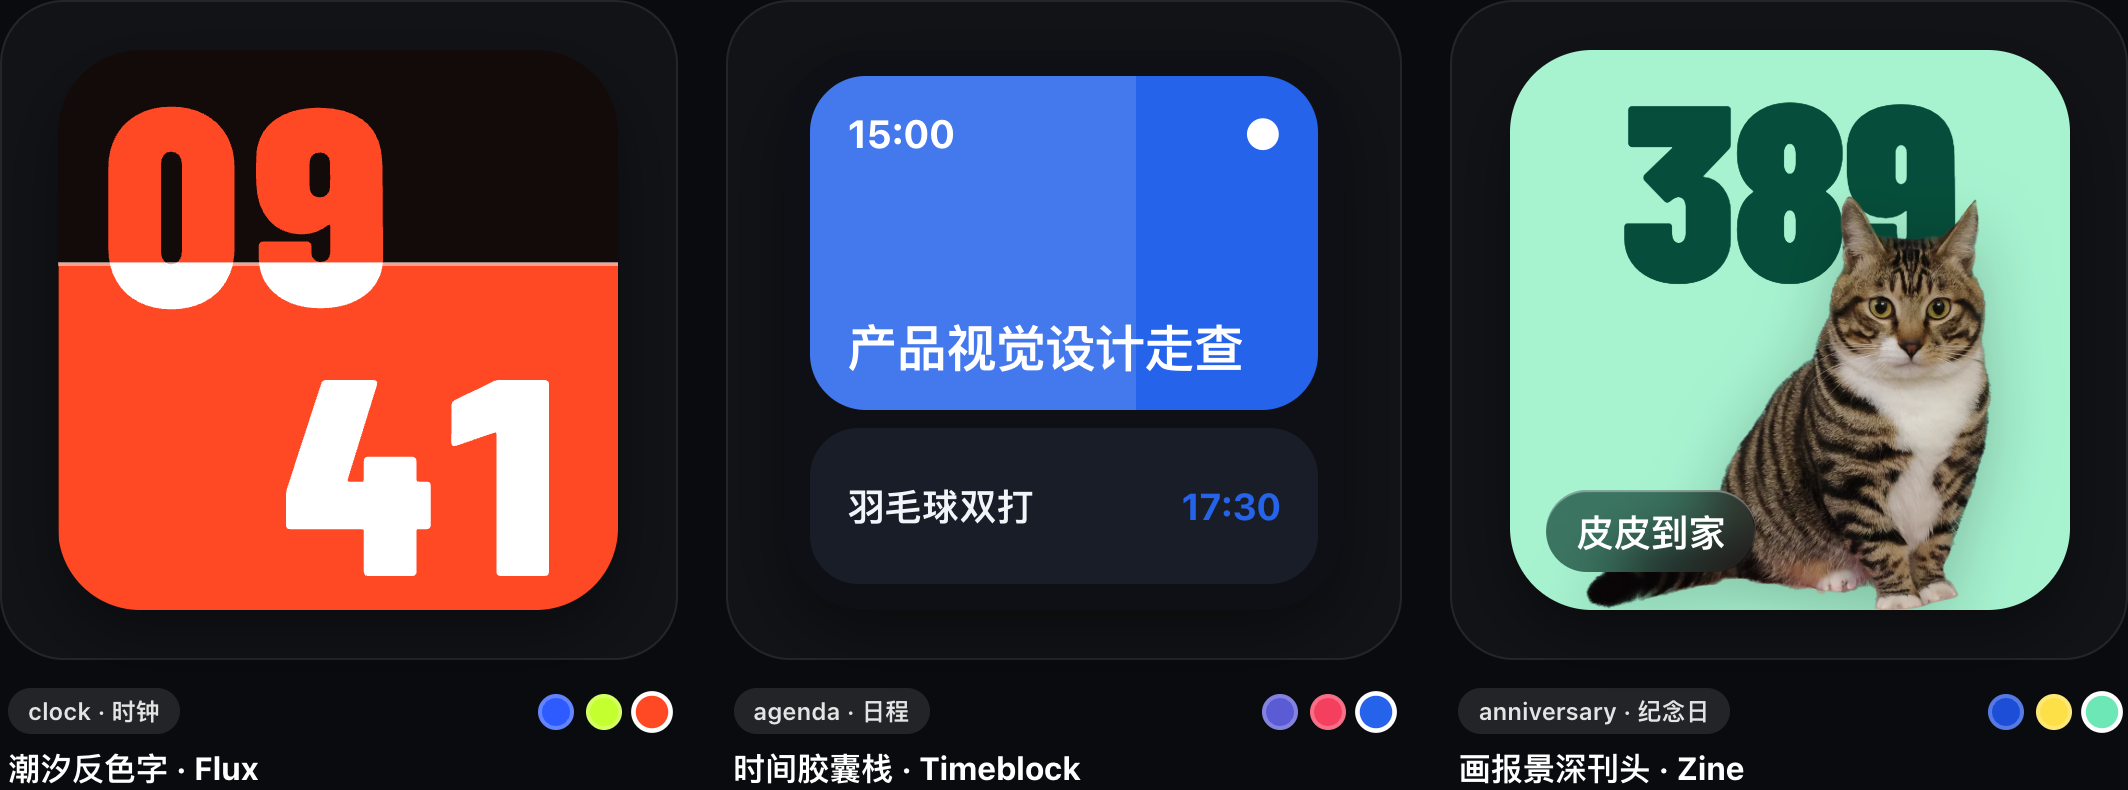 09
41
clock · 时钟
潮汐反色字 · Flux
15:00
产品视觉设计走查
羽毛球双打
17:30
agenda · 日程
时间胶囊栈 · Timeblock
389
皮皮到家
anniversary · 纪念日
画报景深刊头 · Zine